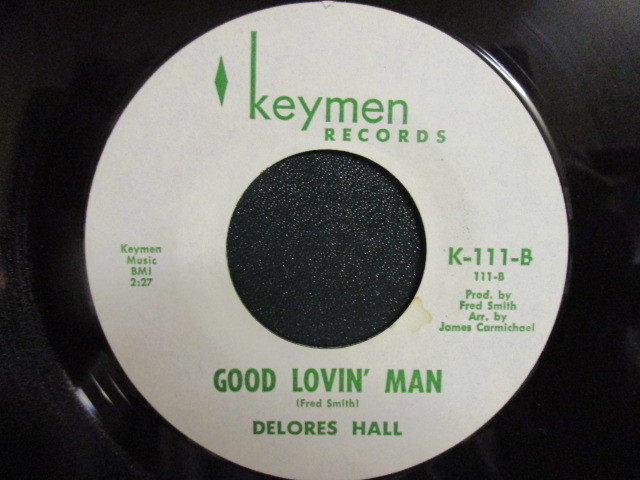 keymen
RECORDS
Keymen
Music
BMI
2:27
K-111-B
111-B
Prod. by
Fred Smith
Arr. by
James Carmichael
GOOD LOVIN' MAN
(Fred Smith)
DELORES HALL